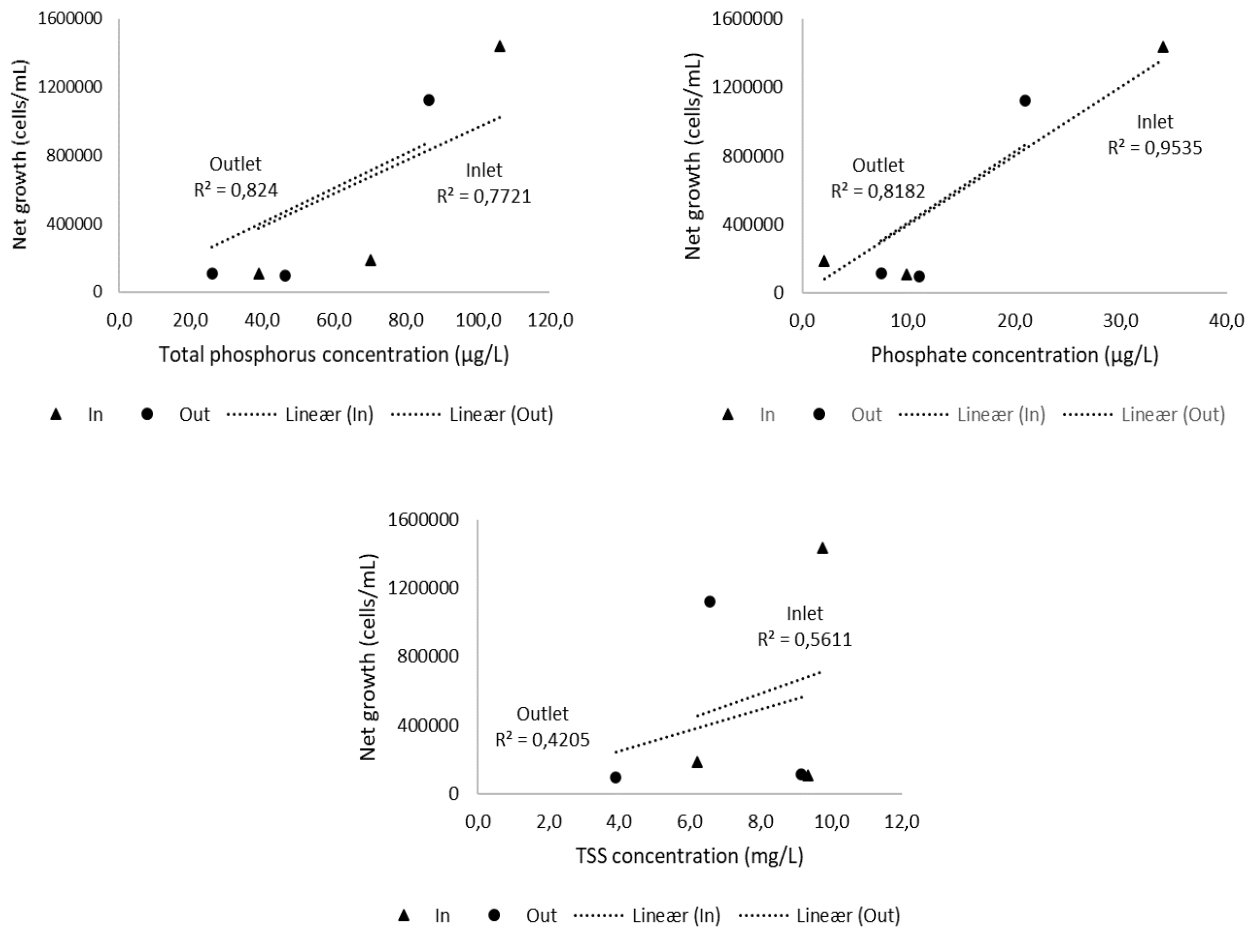 Net growth (cells/mL)
1600000
1200000
800000
400000
0
Outlet
R² = 0,824
Inlet
R² = 0,7721
0,0 20,0 40,0 60,0 80,0 100,0 120,0
Total phosphorus concentration (µg/L)
In Out Lineær (In) Lineær (Out)
Net growth (cells/mL)
1600000
1200000
800000
400000
0
Outlet
R² = 0,8182
Inlet
R² = 0,9535
0,0 10,0 20,0 30,0 40,0
Phosphate concentration (µg/L)
In Out Lineær (In) Lineær (Out)
Net growth (cells/mL)
1600000
1200000
800000
400000
0
Inlet
R² = 0,5611
Outlet
R² = 0,4205
0,0 2,0 4,0 6,0 8,0 10,0 12,0
TSS concentration (mg/L)
In Out Lineær (In) Lineær (Out)